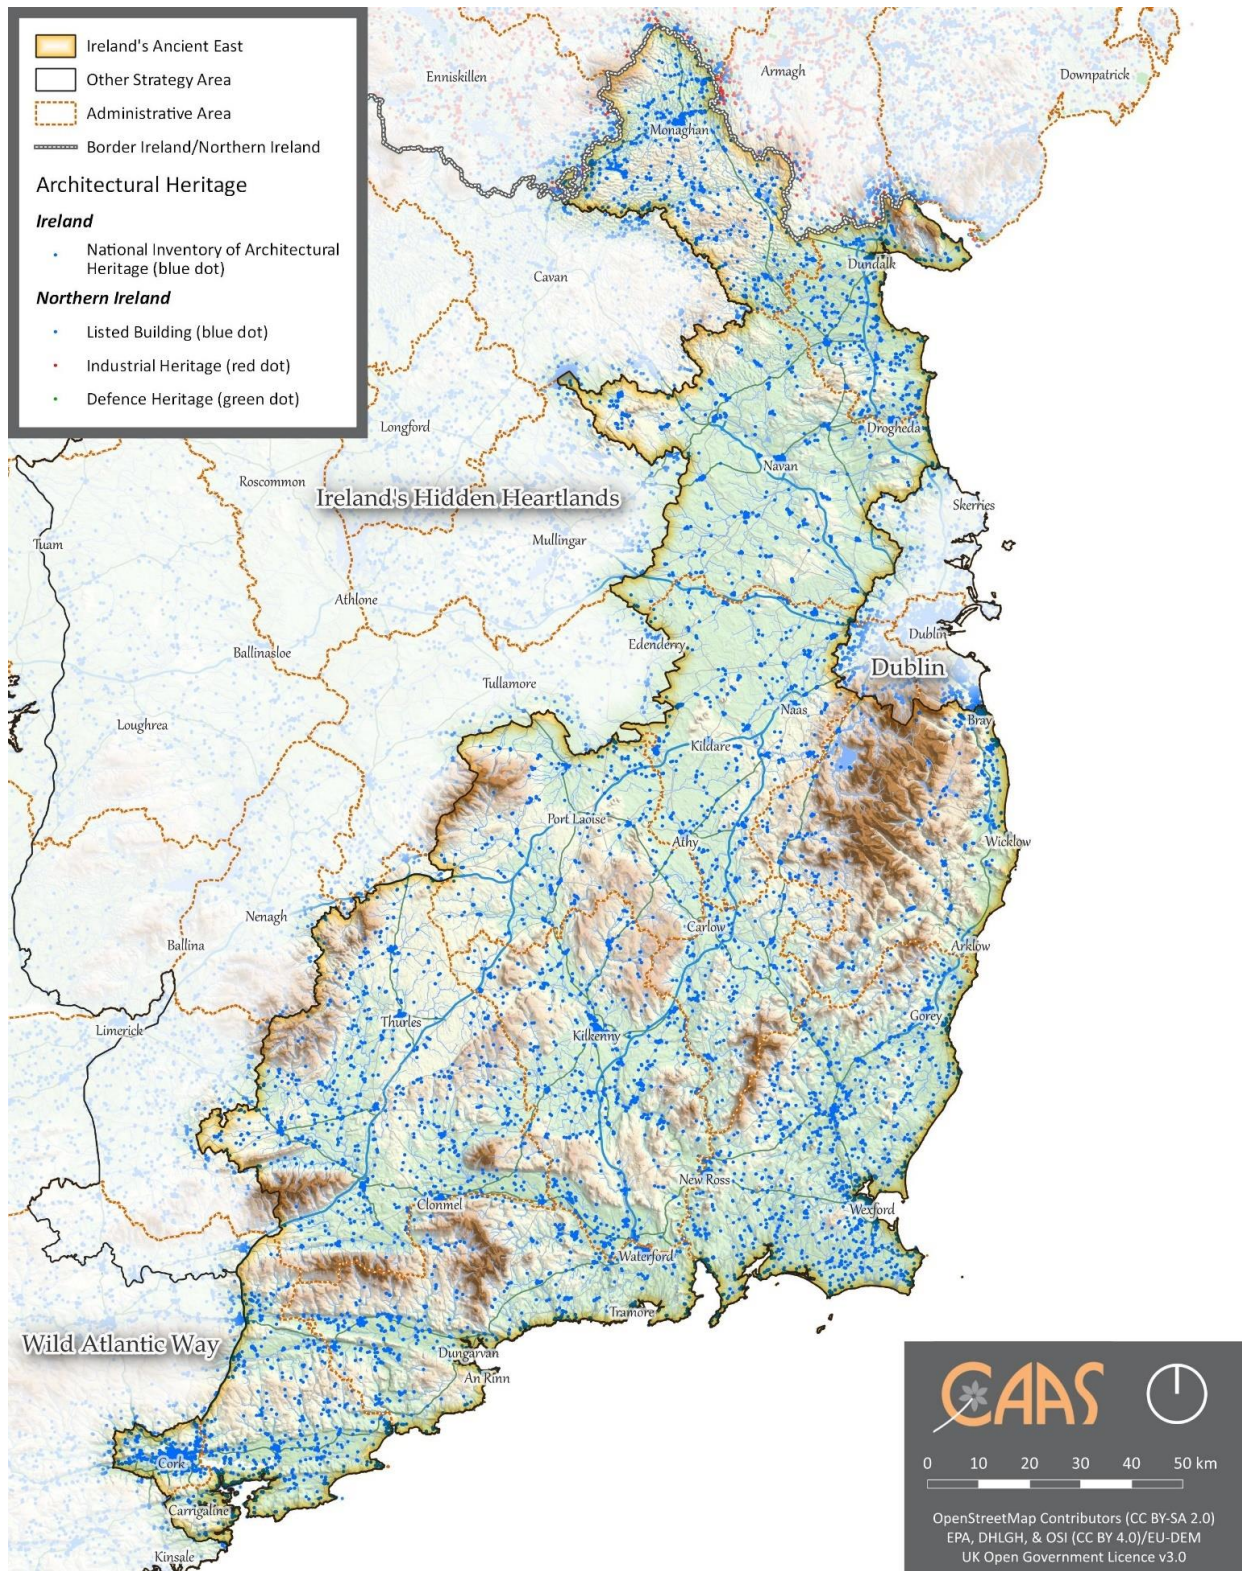 Ireland's Ancient East
Other Strategy Area
Administrative Area
Border Ireland/Northern Ireland
Architectural Heritage
Ireland
National Inventory of Architectural
Heritage (blue dot)
Northern Ireland
Listed Building (blue dot)
Industrial Heritage (red dot)
Defence Heritage (green dot)
Enniskillen
Armagh
Downpatrick
Monaghan
Cavan
Dundalk
Longford
Drogheda
Roscommon
Navan
Ireland's Hidden Heartlands
Skerries
Tuam
Mullingar
Athlone
Dublin
Ballinasloe
Edenderry
Dublin
Tullamore
Loughrea
Naas
Bray
Kildare
Port Laoise
Athy
Wicklow
Nenagh
Carlow
Ballina
Arklow
Limerick
Thurles
Kilkenny
Gorey
New Ross
Clonmel
Wexford
Waterford
Tramore
Wild Atlantic Way
Dungarvan
An Rinn
Cork
Carrigaline
Kinsale
CAAS
0 10 20 30 40 50 km
OpenStreetMap Contributors (CC BY-SA 2.0)
EPA, DHLGH, & OSI (CC BY 4.0)/EU-DEM
UK Open Government Licence v3.0